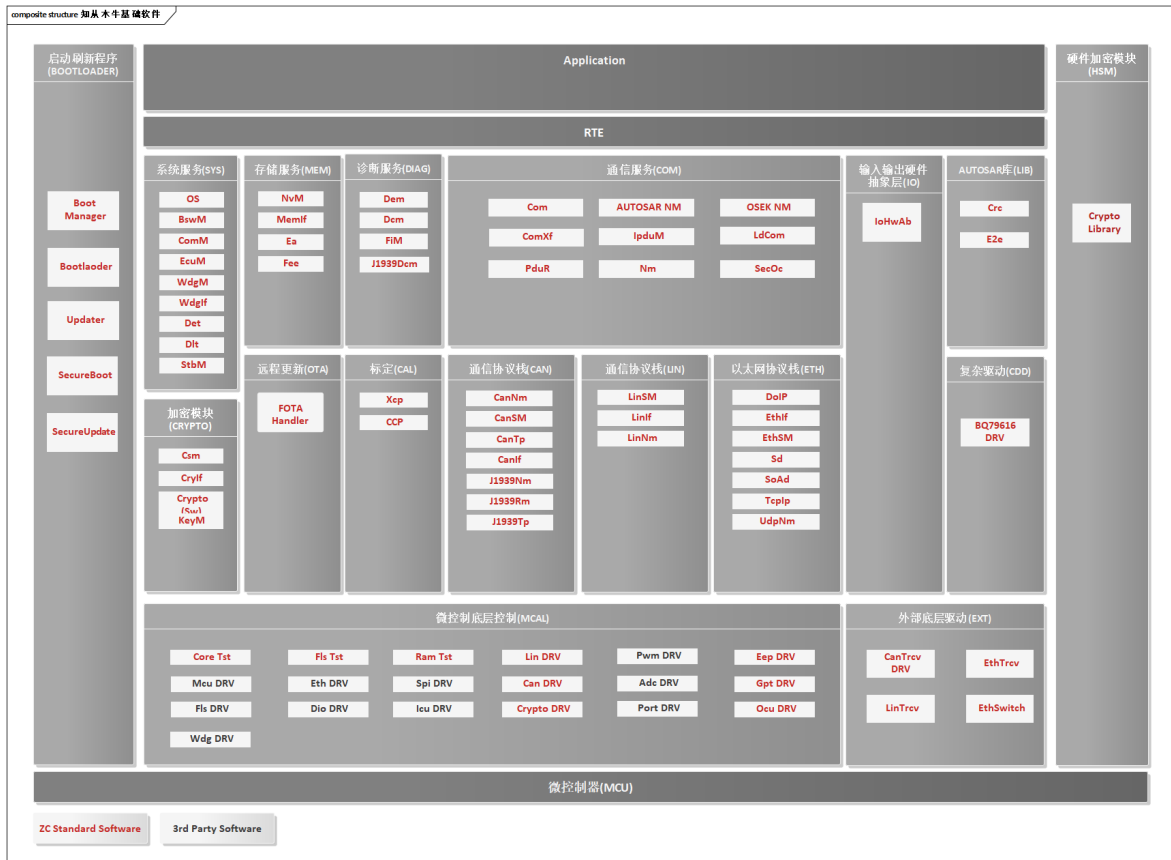 composite structure 知从木牛基础软件
启动刷新程序
(BOOTLOADER)
Boot
Manager
Bootlaoder
Updater
SecureBoot
SecureUpdate
Application
RTE
系统服务(SYS)
OS
BswM
ComM
EcuM
WdgM
WdgIf
Det
Dlt
StbM
存储服务(MEM)
NvM
MemIf
Ea
Fee
诊断服务(DIAG)
Dem
Dcm
FiM
J1939Dcm
通信服务(COM)
Com
AUTOSAR NM
OSEK NM
ComXf
IpduM
LdCom
PduR
Nm
SecOc
输入输出硬件
抽象层(IO)
IoHwAb
AUTOSAR库(LIB)
Crc
E2e
加密模块
(CRYPTO)
Csm
CryIf
Crypto
(Sw)
KeyM
远程更新(OTA)
FOTA
Handler
标定(CAL)
Xcp
CCP
通信协议栈(CAN)
CanNm
CanSM
CanTp
CanIf
J1939Nm
J1939Rm
J1939Tp
通信协议栈(LIN)
LinSM
LinIf
LinNm
以太网协议栈(ETH)
DoIP
EthIf
EthSM
Sd
SoAd
TcpIp
UdpNm
复杂驱动(CDD)
BQ79616
DRV
微控制底层控制(MCAL)
Core Tst
Fls Tst
Ram Tst
Lin DRV
Pwm DRV
Eep DRV
Mcu DRV
Eth DRV
Spi DRV
Can DRV
Adc DRV
Gpt DRV
Fls DRV
Dio DRV
Icu DRV
Crypto DRV
Port DRV
Ocu DRV
Wdg DRV
外部底层驱动(EXT)
CanTrcv
DRV
EthTrcv
LinTrcv
EthSwitch
硬件加密模块
(HSM)
Crypto
Library
微控制器(MCU)
ZC Standard Software
3rd Party Software